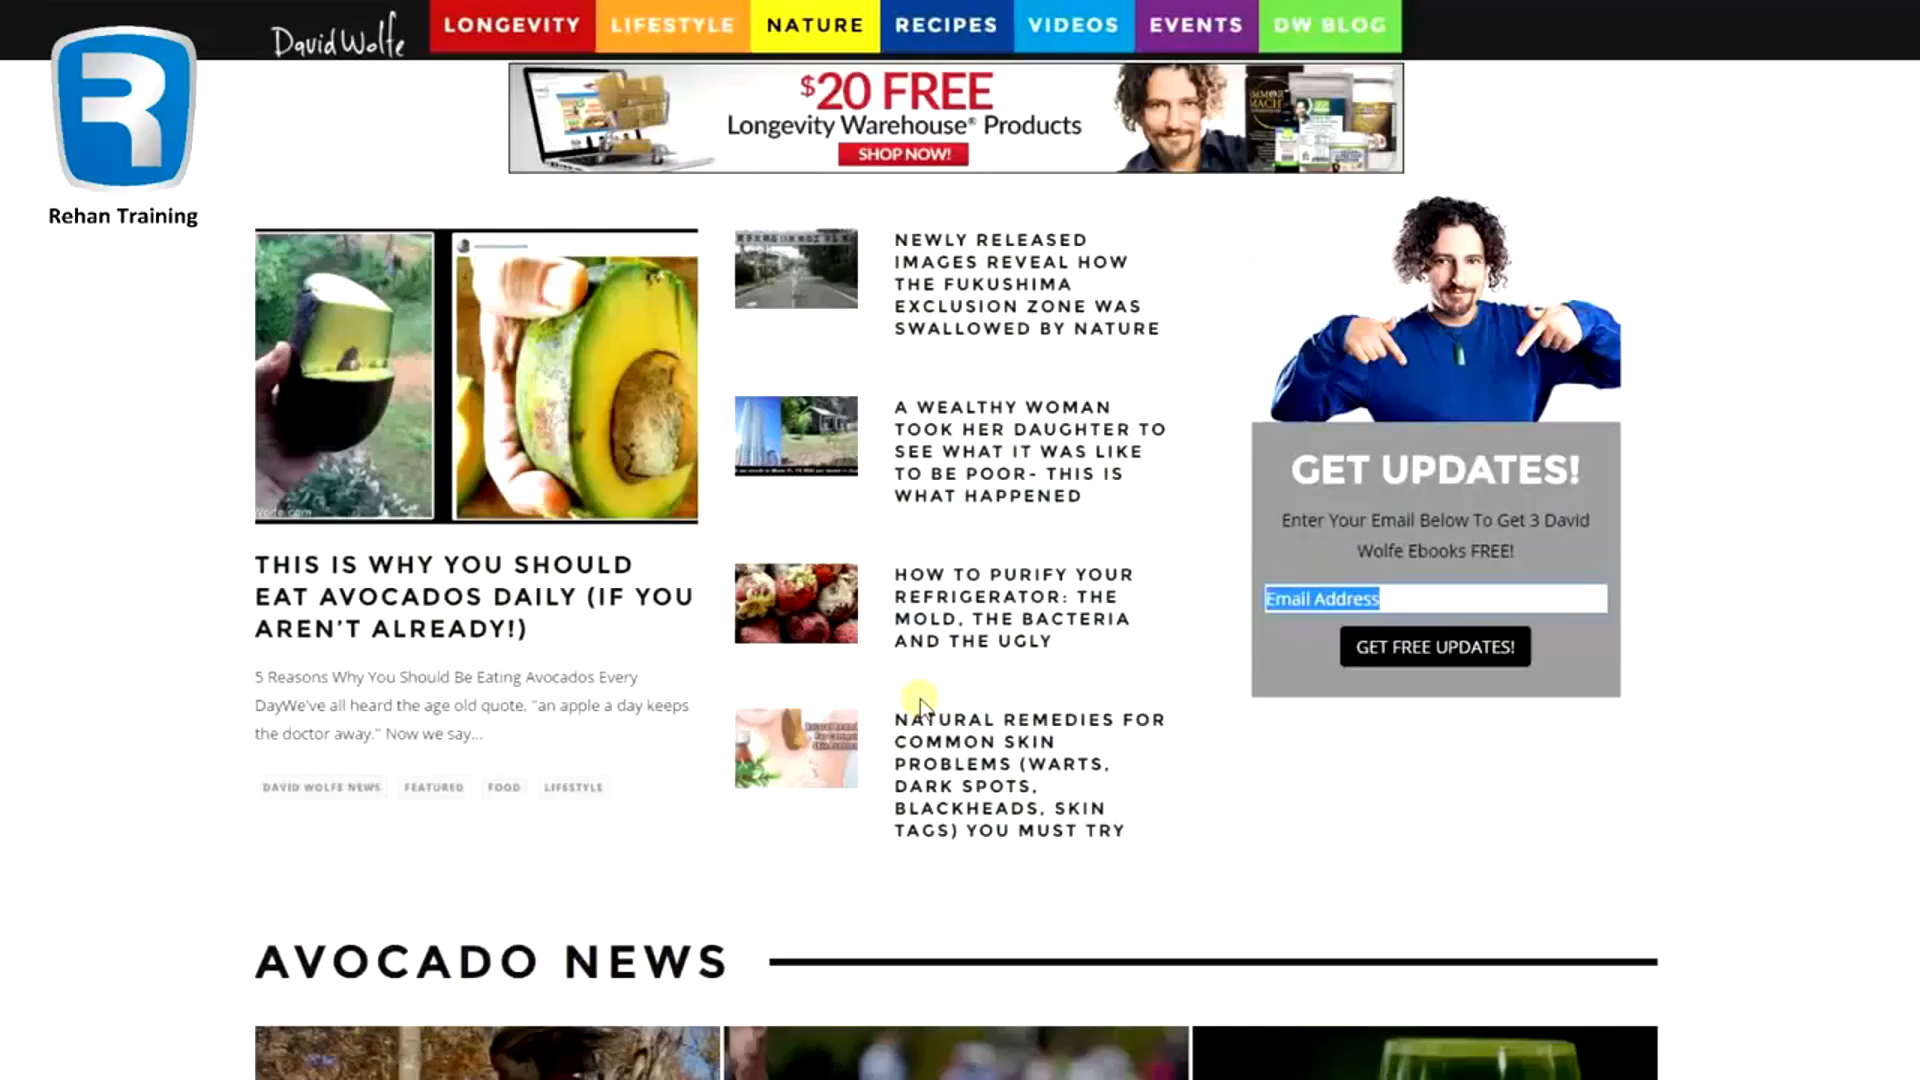 David Wolfe
LONGEVITY
LIFESTYLE
NATURE
RECIPES
VIDEOS
EVENTS
DW BLOG
Rehan Training
$20 FREE
Longevity Warehouse® Products
SHOP NOW!
THIS IS WHY YOU SHOULD
EAT AVOCADOS DAILY (IF YOU
AREN'T ALREADY!)
5 Reasons Why You Should Be Eating Avocados Every
DayWe've all heard the age old quote, "an apple a day keeps
the doctor away." Now we say...
DAVID WOLFE NEWS
FEATURED
FOOD
LIFESTYLE
NEWLY RELEASED
IMAGES REVEAL HOW
THE FUKUSHIMA
EXCLUSION ZONE WAS
SWALLOWED BY NATURE
A WEALTHY WOMAN
TOOK HER DAUGHTER TO
SEE WHAT IT WAS LIKE
TO BE POOR- THIS IS
WHAT HAPPENED
HOW TO PURIFY YOUR
REFRIGERATOR: THE
MOLD, THE BACTERIA
AND THE UGLY
NATURAL REMEDIES FOR
COMMON SKIN
PROBLEMS (WARTS,
DARK SPOTS,
BLACKHEADS, SKIN
TAGS) YOU MUST TRY
GET UPDATES!
Enter Your Email Below To Get 3 David
Wolfe Ebooks FREE!
Email Address
GET FREE UPDATES!
AVOCADO NEWS